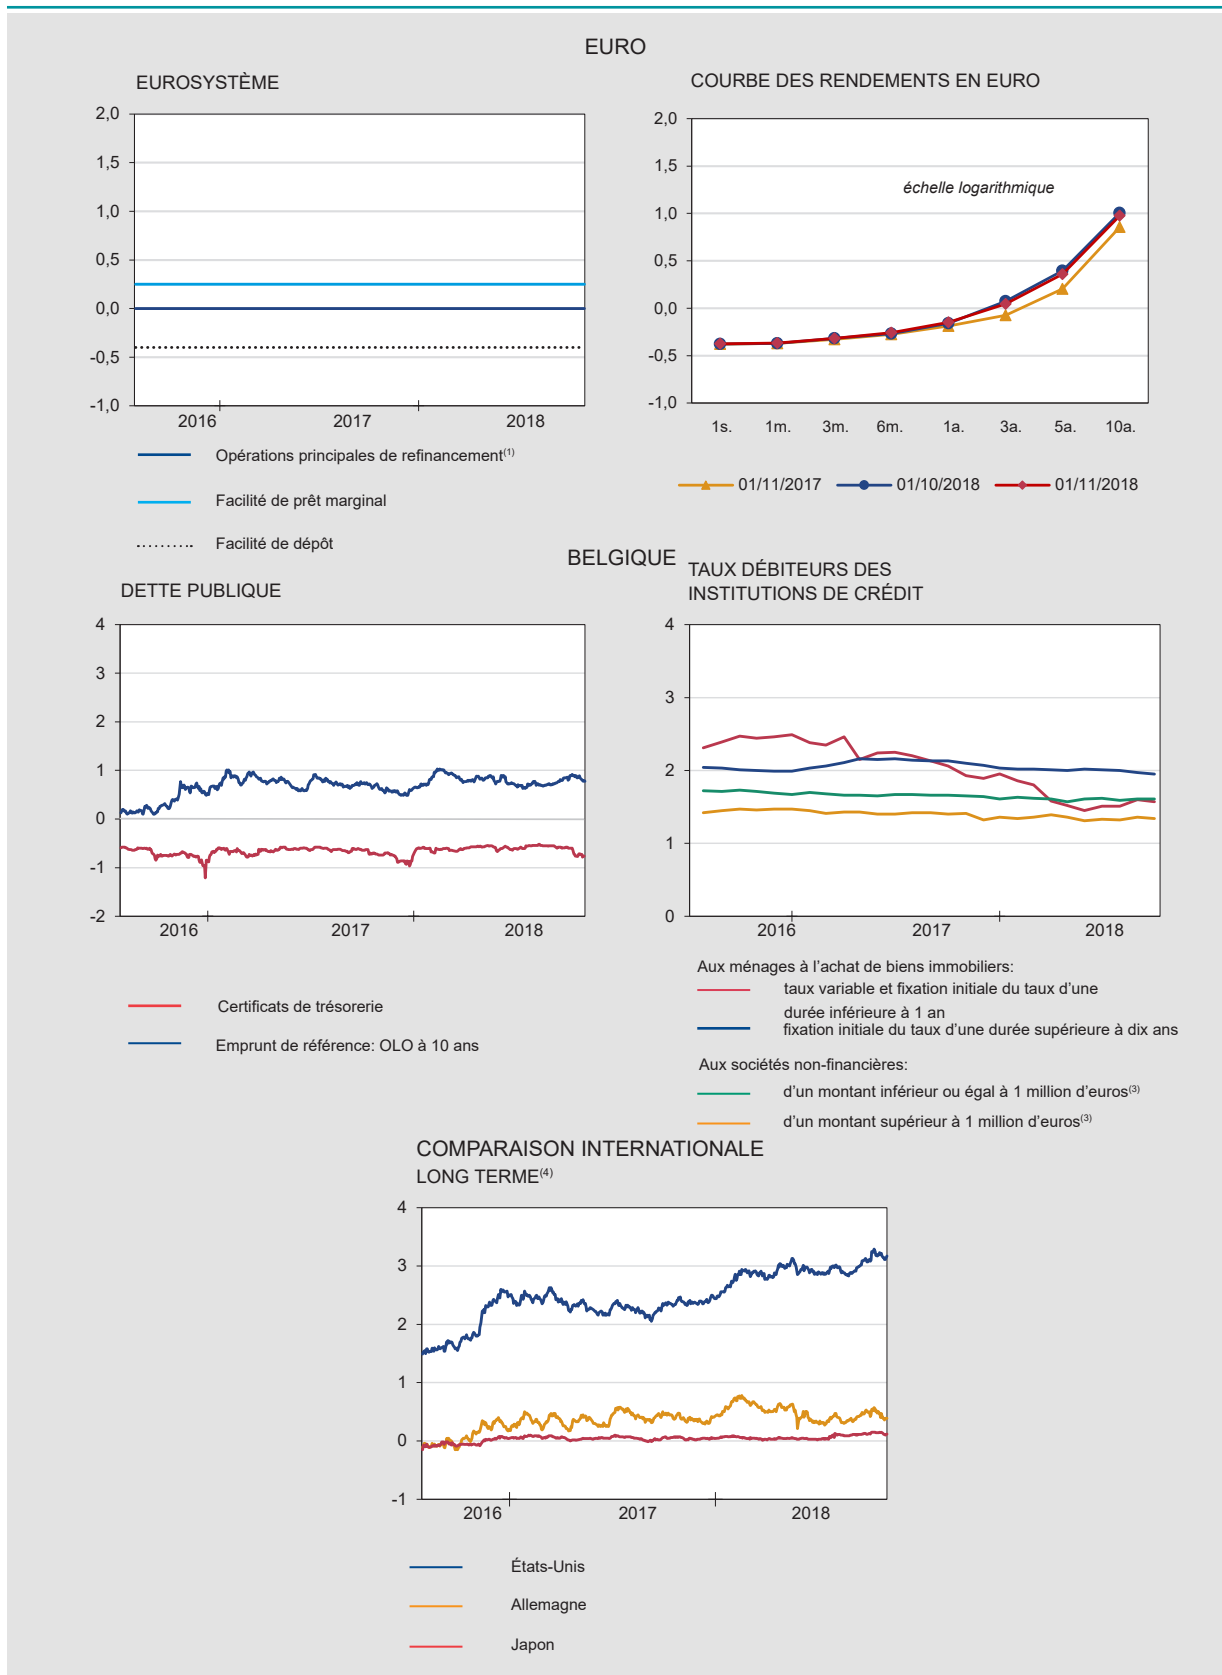 EURO
EUROSYSTÈME
2,0
1,5
1,0
0,5
0,0
-0,5
-1,0
2016 2017 2018
Opérations principales de refinancement(1)
Facilité de prêt marginal
Facilité de dépôt
COURBE DES RENDEMENTS EN EURO
2,0
1,5
1,0
0,5
0,0
-0,5
-1,0
échelle logarithmique
1s. 1m. 3m. 6m. 1a. 3a. 5a. 10a.
01/11/2017 01/10/2018 01/11/2018
BELGIQUE
DETTE PUBLIQUE
4
3
2
1
0
-1
-2
2016 2017 2018
Certificats de trésorerie
Emprunt de référence: OLO à 10 ans
TAUX DÉBITEURS DES
INSTITUTIONS DE CRÉDIT
4
3
2
1
0
2016 2017 2018
Aux ménages à l’achat de biens immobiliers:
taux variable et fixation initiale du taux d’une
durée inférieure à 1 an
fixation initiale du taux d’une durée supérieure à dix ans
Aux sociétés non-financières:
d’un montant inférieur ou égal à 1 million d’euros(3)
d’un montant supérieur à 1 million d’euros(3)
COMPARAISON INTERNATIONALE
LONG TERME(4)
4
3
2
1
0
-1
2016 2017 2018
États-Unis
Allemagne
Japon